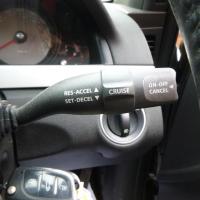 RES-ACCEL ▲
SET-DECEL ▼
CRUISE
ON-OFF
CANCEL ◄